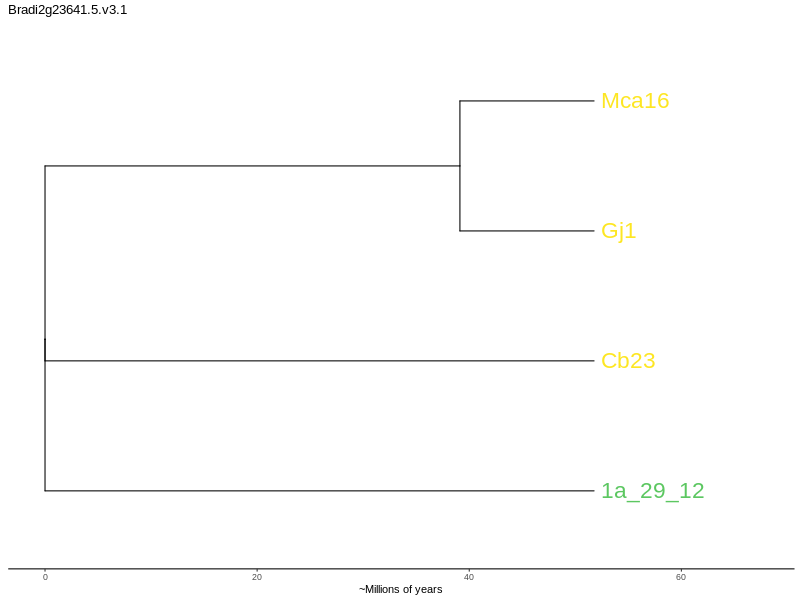 Bradi2g23641.5.v3.1
Mca16
Gj1
Cb23
1a_29_12
0 20 40 60
~Millions of years